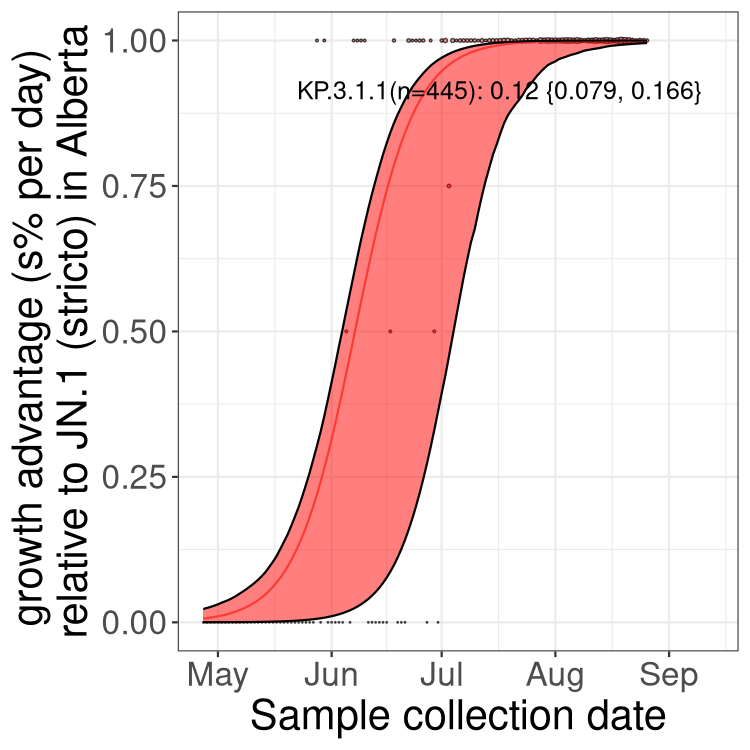 growth advantage (s% per day)
relative to JN.1 (stricto) in Alberta
1.00
0.75
0.50
0.25
0.00
KP.3.1.1(n=445): 0.12 {0.079, 0.166}
May Jun Jul Aug Sep
Sample collection date